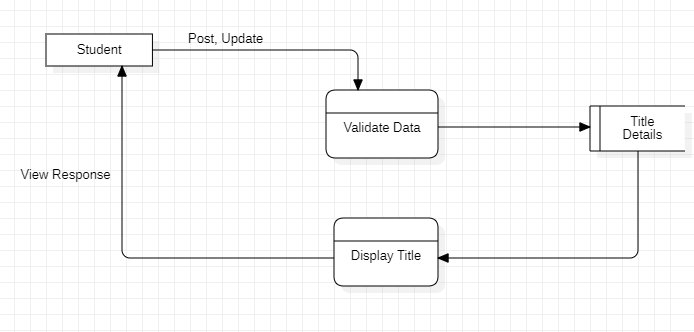 Student
Post, Update
Validate Data
Title
Details
View Response
Display Title